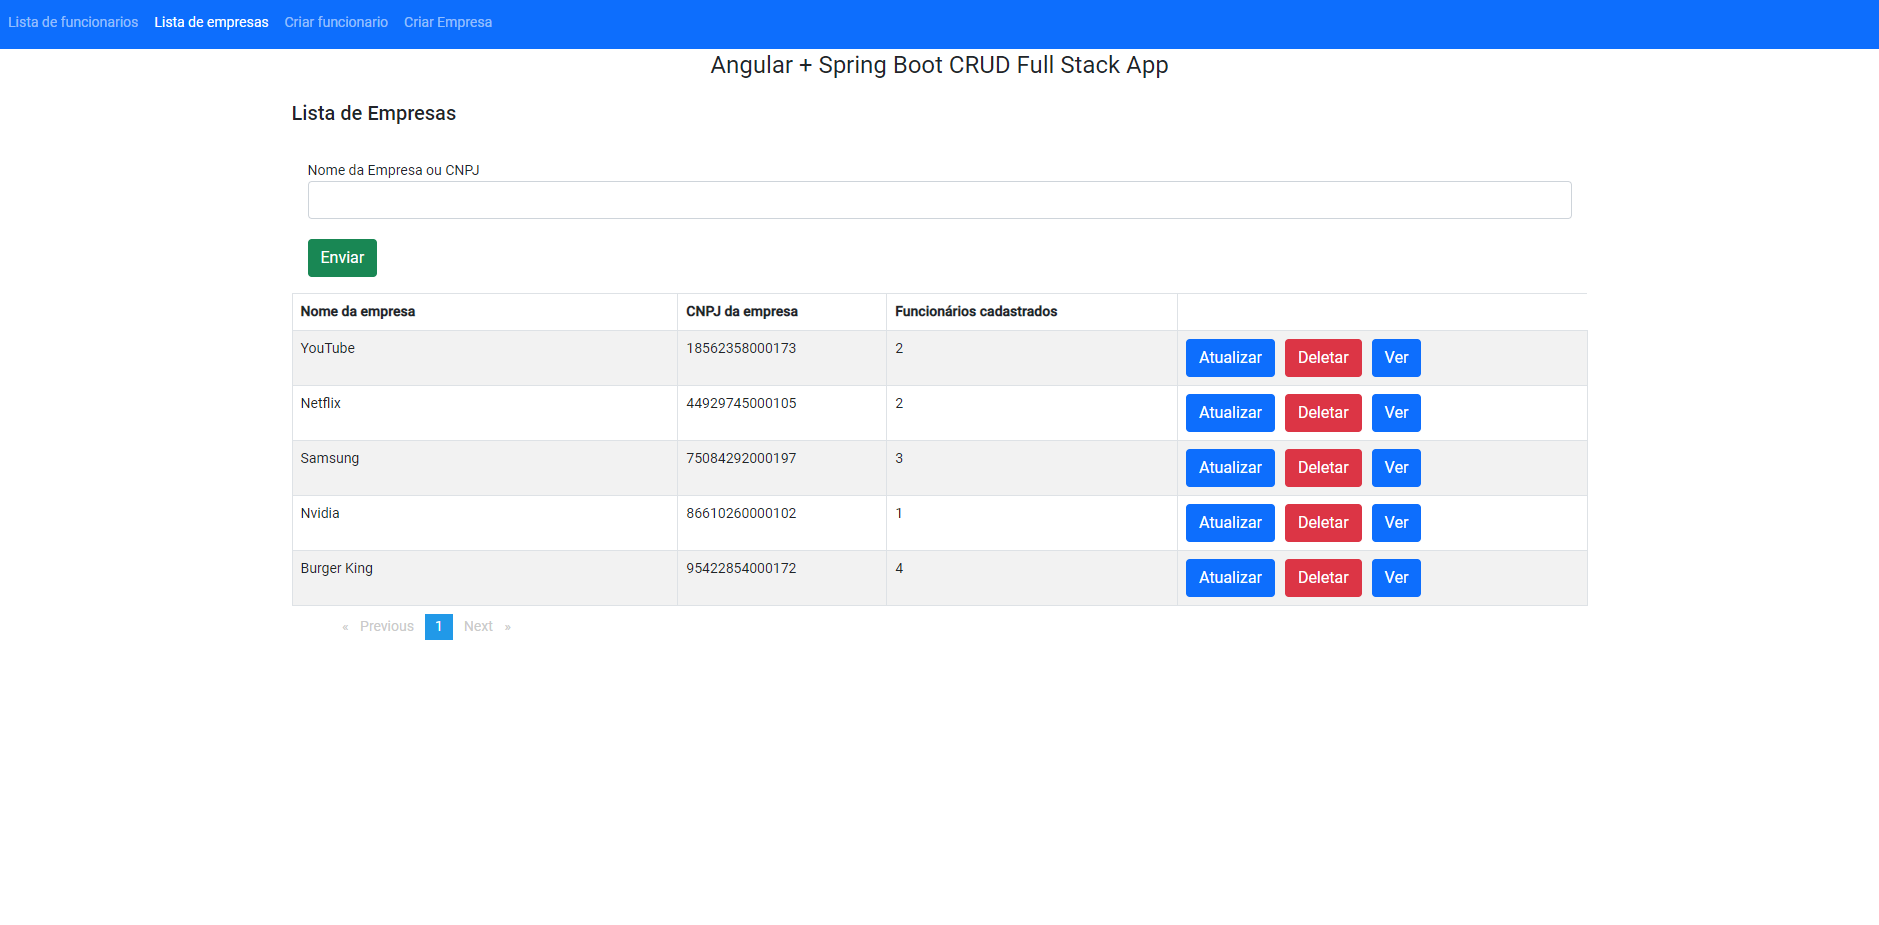 Lista de funcionarios Lista de empresas Criar funcionario Criar Empresa
Angular + Spring Boot CRUD Full Stack App
Lista de Empresas
Nome da Empresa ou CNPJ
Enviar
Nome da empresa CNPJ da empresa Funcionários cadastrados
YouTube 18562358000173 2 Atualizar Deletar Ver
Netflix 44929745000105 2 Atualizar Deletar Ver
Samsung 75084292000197 3 Atualizar Deletar Ver
Nvidia 86610260000102 1 Atualizar Deletar Ver
Burger King 95422854000172 4 Atualizar Deletar Ver
« Previous 1 Next »